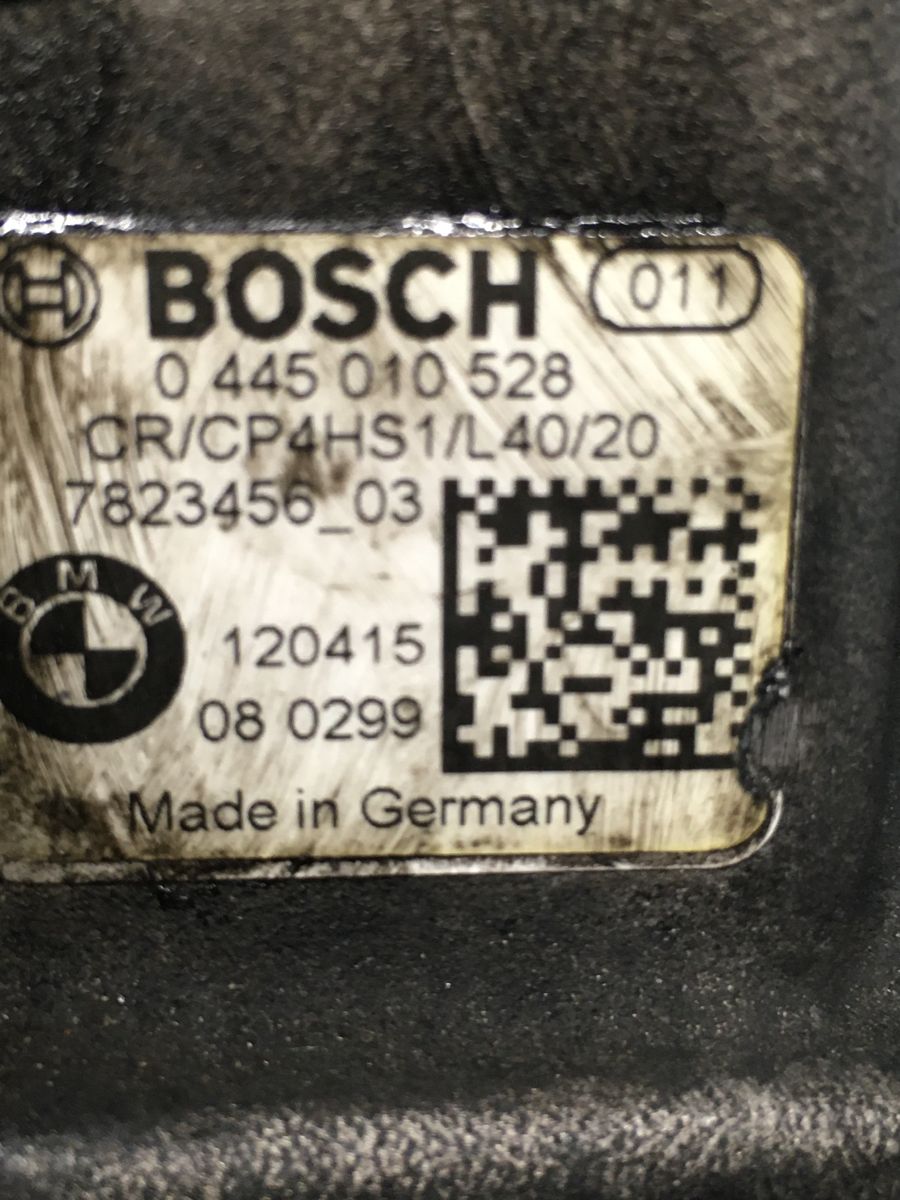 BOSCH 011
0 445 010 528
CR/CP4HS1/L40/20
7823456_03
BMW
120415
08 0299
Made in Germany